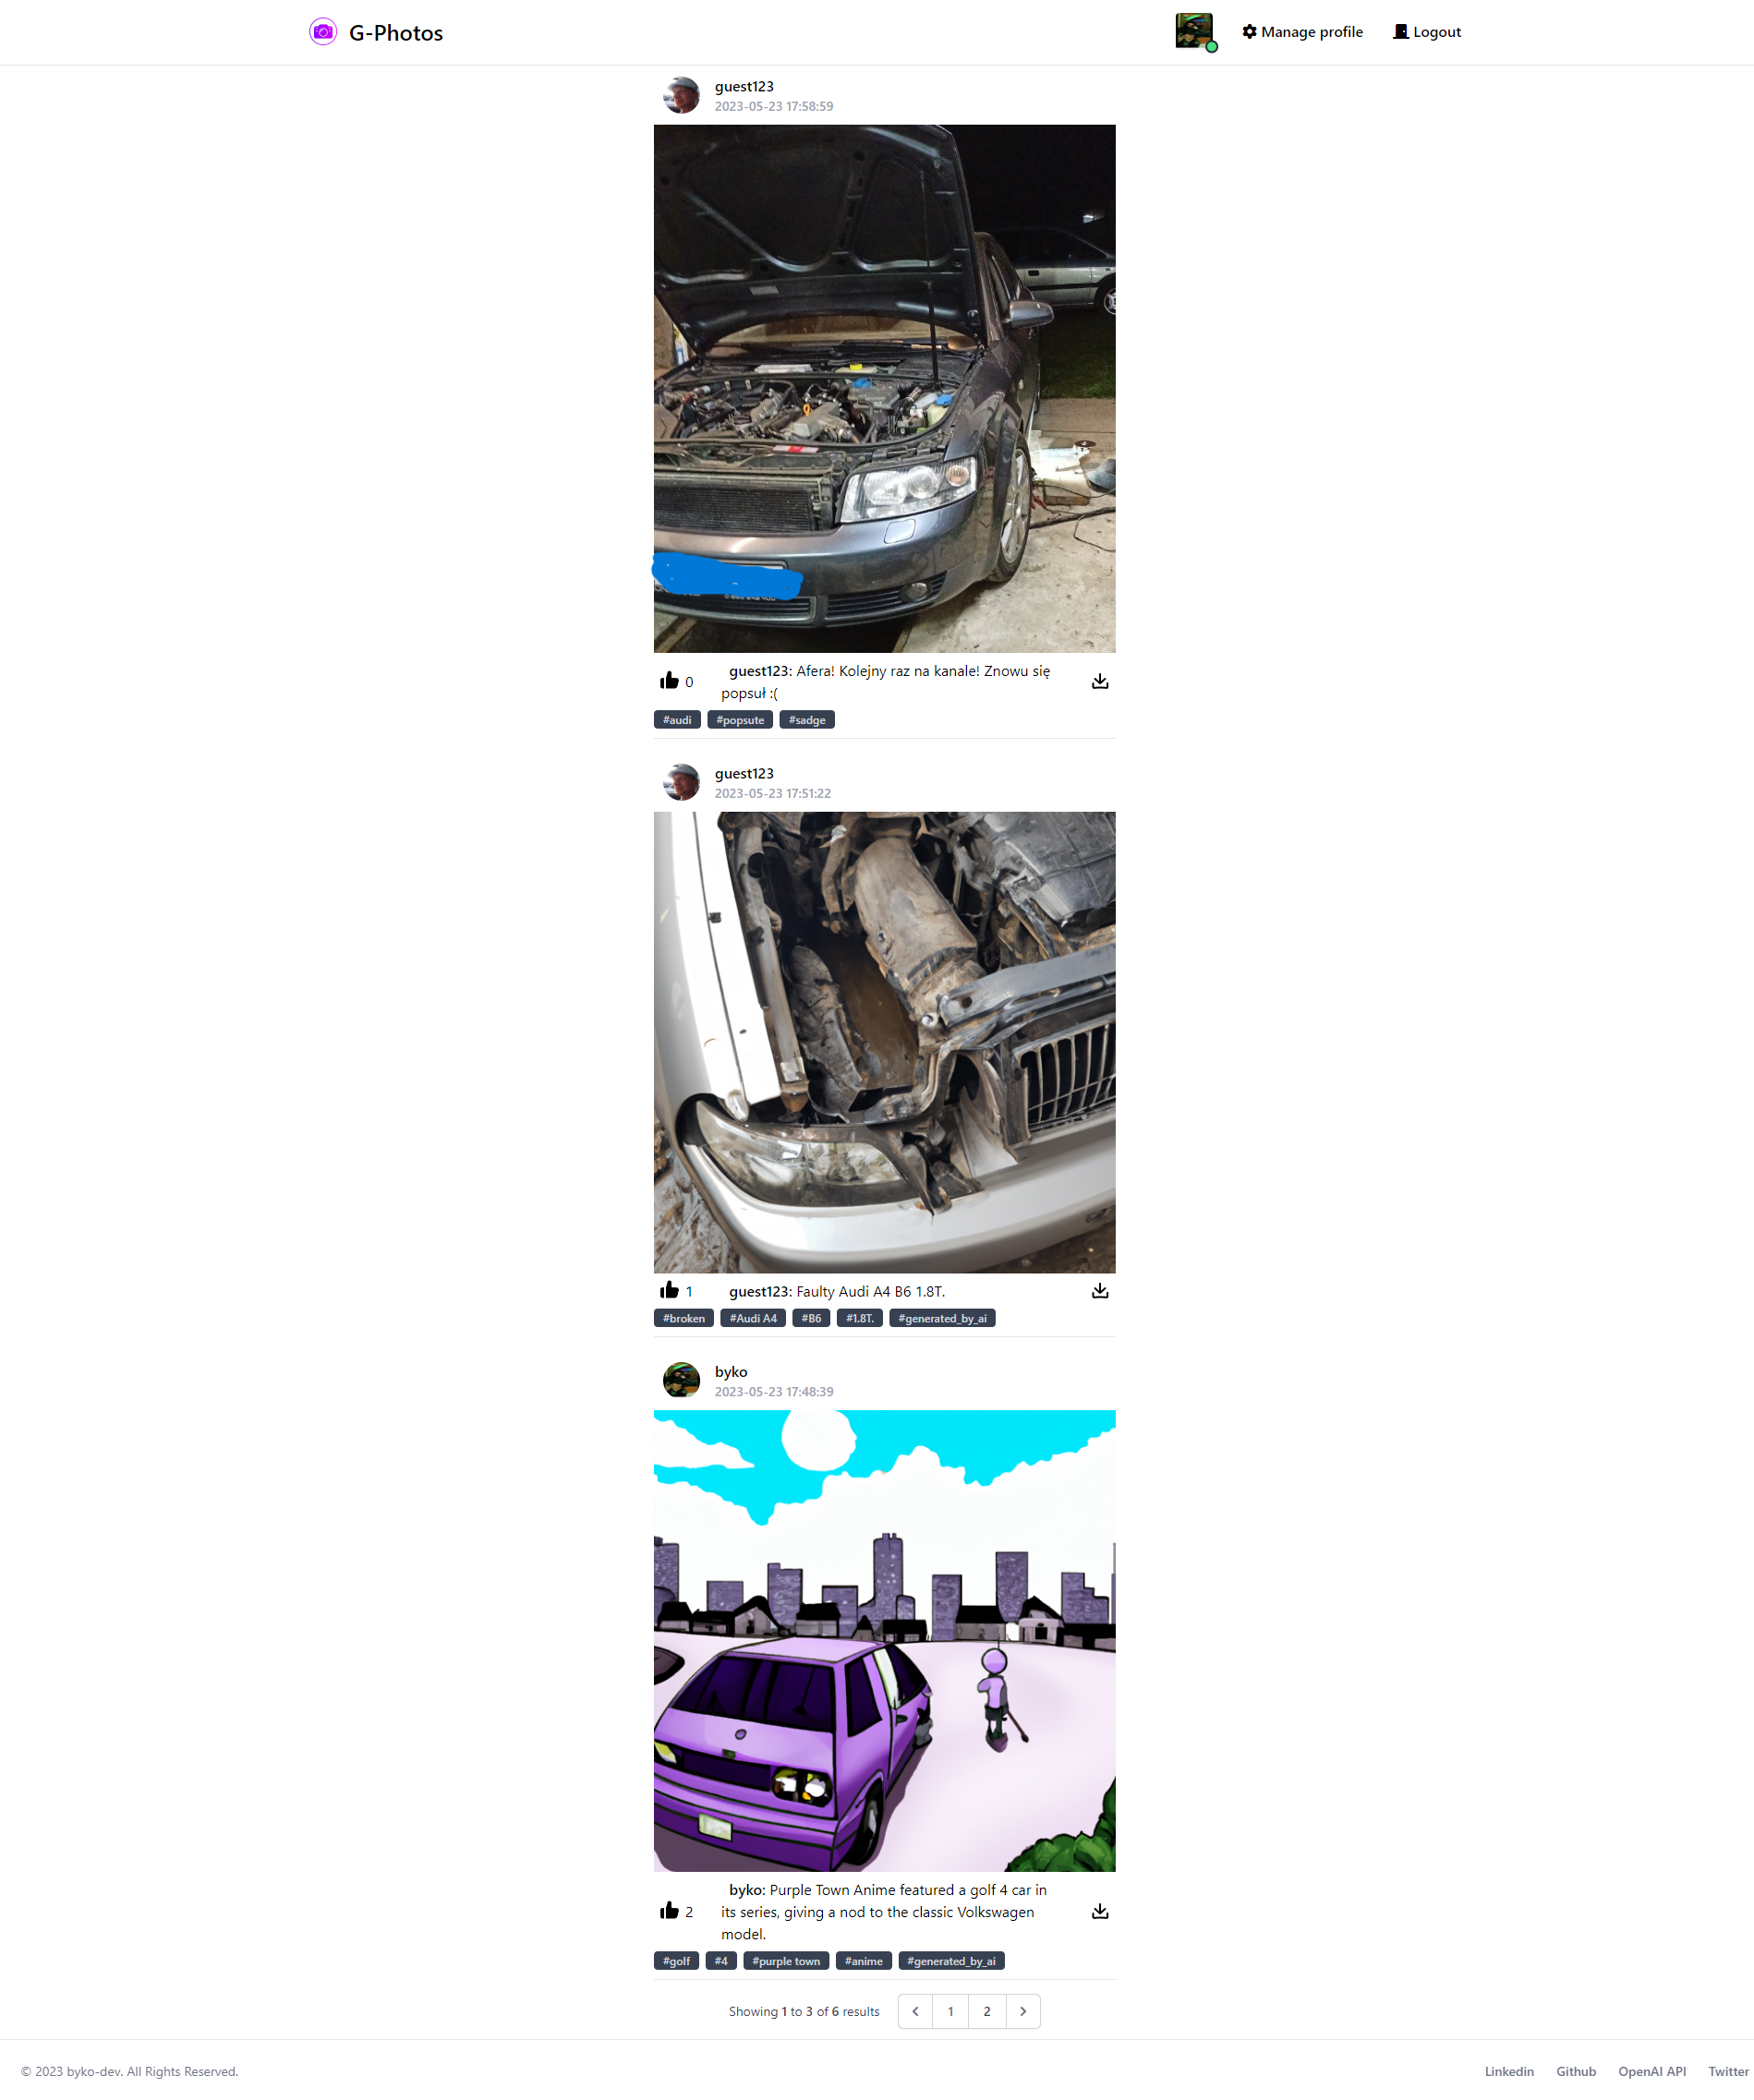 G-Photos
Manage profile
Logout
guest123
2023-05-23 17:58:59
0
guest123: Afera! Kolejny raz na kanale! Znowu się
popsuł :(
#audi #popsute #sadge
guest123
2023-05-23 17:51:22
1
guest123: Faulty Audi A4 B6 1.8T.
#broken #Audi A4 #B6 #1.8T. #generated_by_ai
byko
2023-05-23 17:48:39
2
byko: Purple Town Anime featured a golf 4 car in
its series, giving a nod to the classic Volkswagen
model.
#golf #4 #purple town #anime #generated_by_ai
Showing 1 to 3 of 6 results
1 2
© 2023 byko-dev. All Rights Reserved.
Linkedin Github OpenAI API Twitter